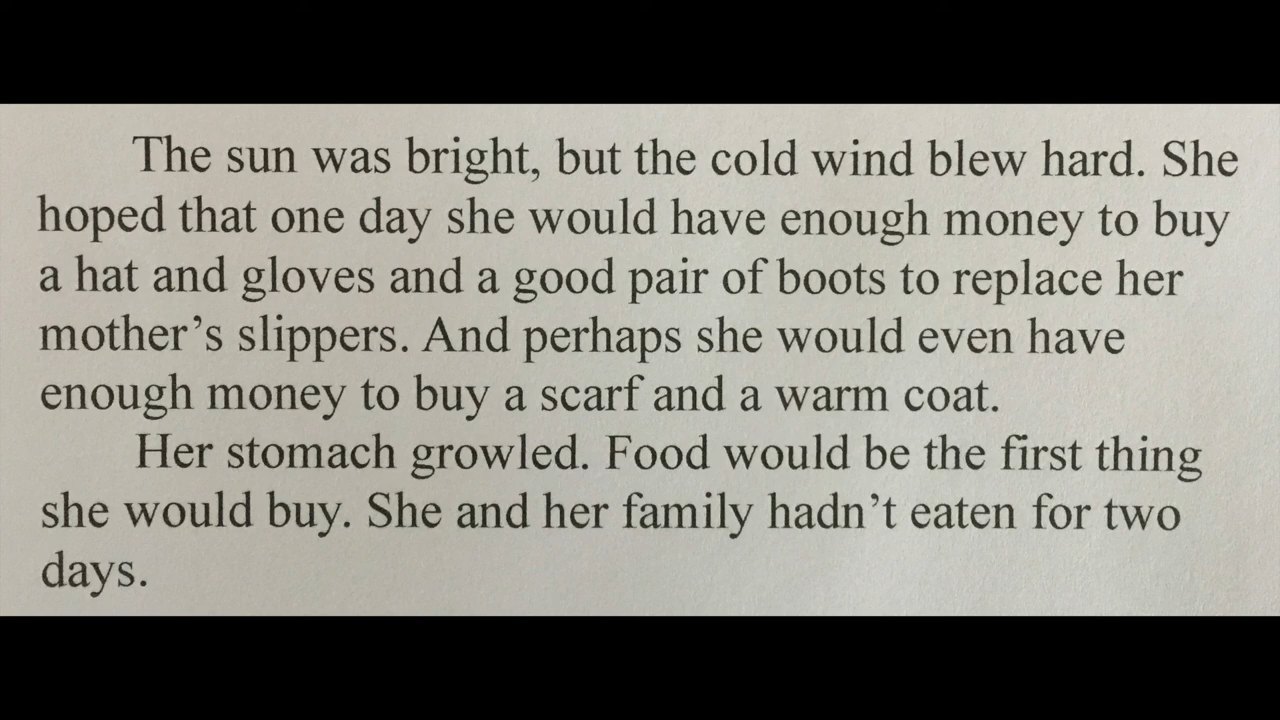 The sun was bright, but the cold wind blew hard. She
hoped that one day she would have enough money to buy
a hat and gloves and a good pair of boots to replace her
mother’s slippers. And perhaps she would even have
enough money to buy a scarf and a warm coat.
Her stomach growled. Food would be the first thing
she would buy. She and her family hadn’t eaten for two
days.